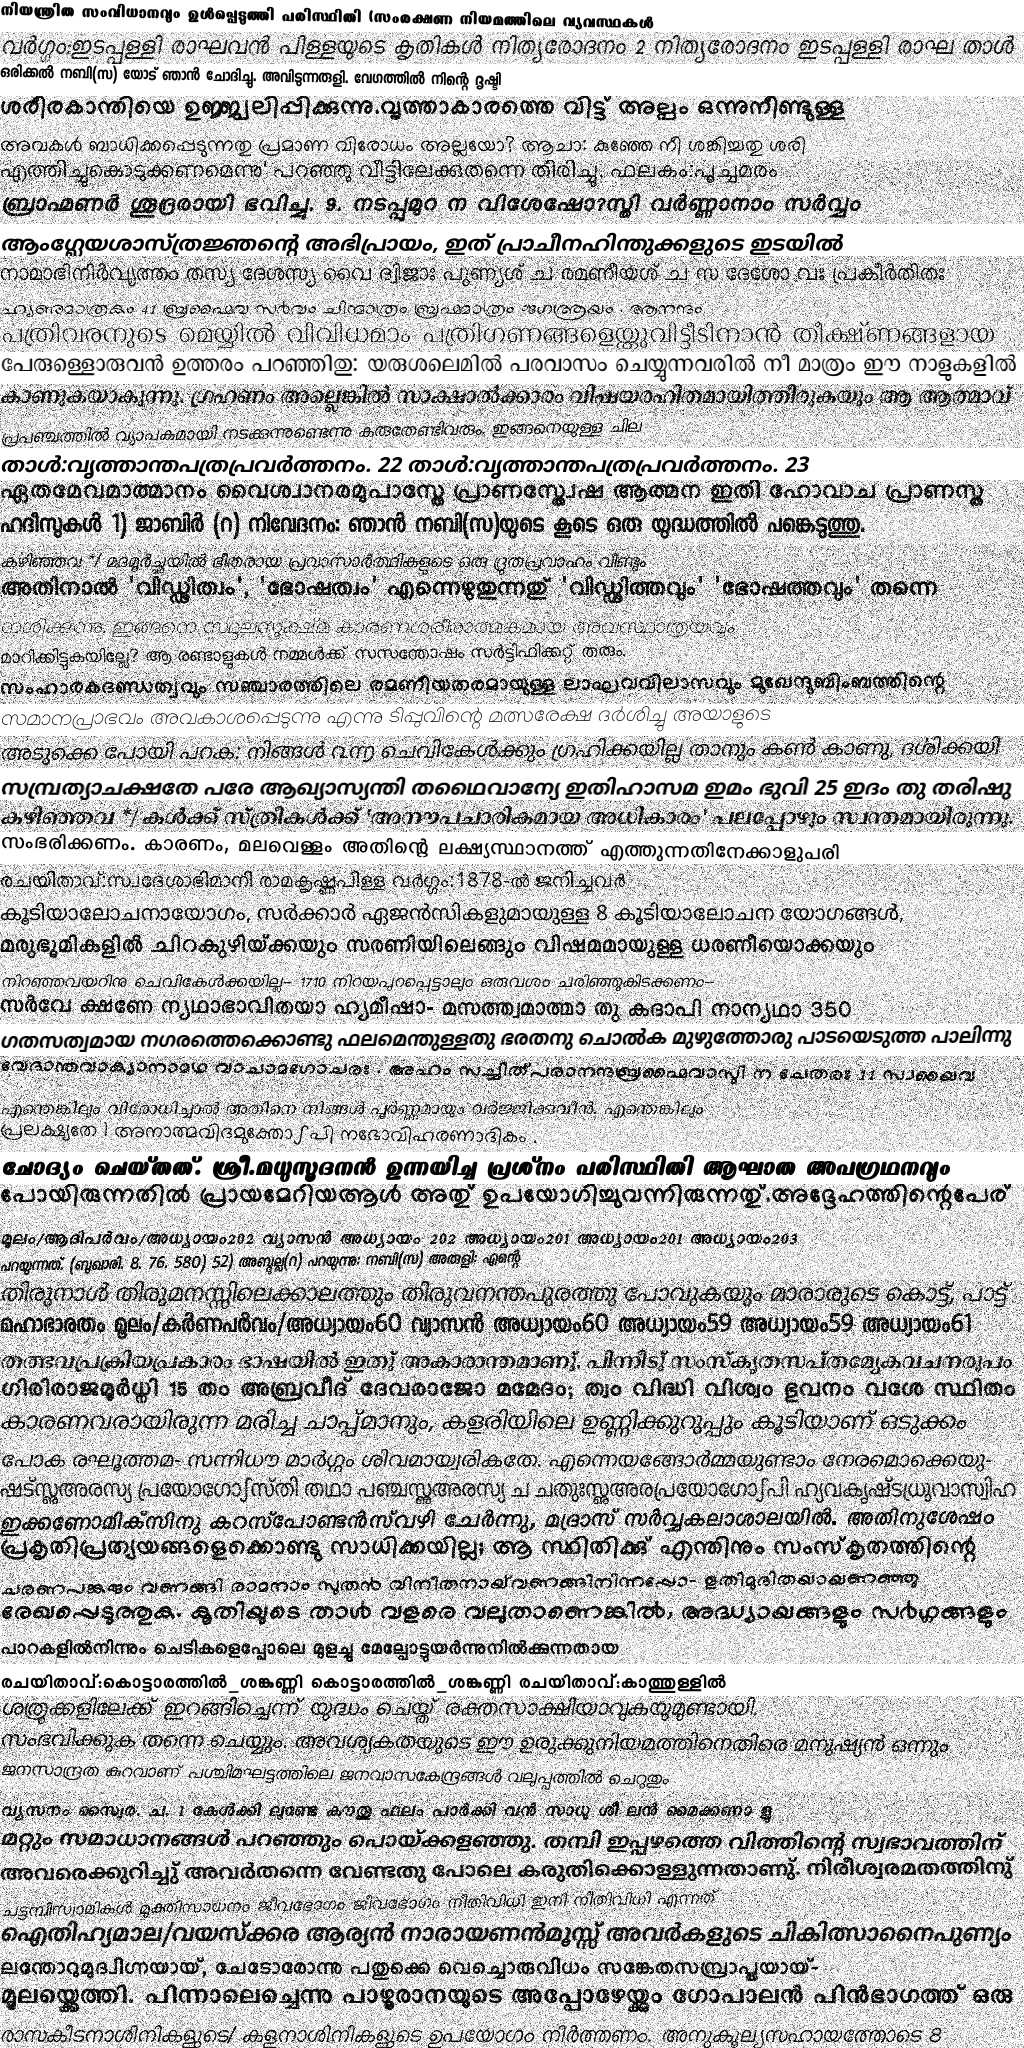 നിയന്ത്രിത സംവിധാനവും ഉൾപ്പെടുത്തി പരിസ്ഥിതി (സംരക്ഷണ നിയമത്തിലെ വ്യവസ്ഥകൾ
വർഗ്ഗം:ഇടപ്പള്ളി രാഘവൻ പിള്ളയുടെ കൃതികൾ നിത്യരോദനം 2 നിത്യരോദനം ഇടപ്പള്ളി രാഘ താൾ
ഒരിക്കൽ നബി(സ) യോട് ഞാൻ ചോദിച്ചു. അവിടുന്നരുളി. വേഗത്തിൽ നിന്റെ ദൃഷ്ടി
ശരീരകാന്തിയെ ഉജ്ജ്വലിപ്പിക്കുന്നു.വൃത്താകാരത്തെ വിട്ട് അല്പം ഒന്നുനീണ്ടുള്ള
അവകൾ ബാധിക്കപ്പെടുന്നതു പ്രമാണ വിരോധം അല്ലയോ? ആചാ: കുഞ്ഞേ നീ ശങ്കിച്ചതു ശരി
എത്തിച്ചുകൊടുക്കണമെന്നു' പറഞ്ഞു വീട്ടിലേക്കുതന്നെ തിരിച്ചു. ഫലകം:പൂച്ചമരം
ബ്രാഹ്മണർ ശൂദ്രരായി ഭവിച്ചു. 9. നടപ്പുമുറ ന വിശേഷോ?സ്തി വർണ്ണാനാം സർവ്വം
ആംഗ്ലേയശാസ്ത്രജ്ഞന്റെ അഭിപ്രായം, ഇത് പ്രാചീനഹിന്തുക്കളുടെ ഇടയിൽ
നാമാഭിനിർവൃത്തം തസ്യ ദേശസ്യ വൈ ദ്വിജാഃ പുണ്യശ് ച രമണീയശ് ച സ ദേശോ വഃ പ്രകീർതിതഃ
ബ്രഹ്മൈവ സർവം ചിന്മാത്രം ബ്രഹ്മമാത്രം ആനന്ദം
പത്രിവരനുടെ മെയ്യിൽ വിവിധമാം പത്രിഗണങ്ങളെയ്തുവിട്ടീടിനാൻ തീക്ഷ്ണങ്ങളായ
പേരുള്ളൊരുവൻ ഉത്തരം പറഞ്ഞിതു: യരുശലെമിൽ പരവാസം ചെയ്യുന്നവരിൽ നീ മാത്രം ഈ നാളുകളിൽ
കാണുകയാകുന്നു. ഗ്രഹണം അല്ലെങ്കിൽ സാക്ഷാൽക്കാരം വിഷയരഹിതമായിത്തിരുകയും ആ ആത്മാവ്
പ്രപഞ്ചത്തിൽ വ്യാപകമായി നടക്കുന്നുണ്ടെന്നു കരുതേണ്ടിവരും. ഇങ്ങനെയുള്ള ചില
താൾ:വൃത്താന്തപത്രപ്രവർത്തനം. 22 താൾ:വൃത്താന്തപത്രപ്രവർത്തനം. 23
ഏതമേവമാത്മാനം വൈശ്വാനരമുപാസ്സ്തേ പ്രാണസ്ത്വേഷ ആത്മന ഇതി ഹോവാച പ്രാണസ്ത
ഹദീസുകൾ 1) ജാബിർ (റ) നിവേദനം: ഞാൻ നബി(സ)യുടെ കൂടെ ഒരു യുദ്ധത്തിൽ പങ്കെടുത്തു.
കഴിഞ്ഞവ */ മദമൂർച്ഛയിൽ ഭീതരായ പ്രവാസാർത്ഥികളുടെ ഒരു ദ്രുതപ്രവാഹം വീണ്ടും
അതിനാൽ 'വിഡ്ഢിത്വം', 'ഭോഷത്വം' എന്നെഴുതുന്നതു് 'വിഡ്ഢിത്തവും' 'ഭോഷത്തവും' തന്നെ
നശിക്കുന്നു. ഇങ്ങനെ സ്ഥൂലസൂക്ഷ്മ കാരണശരീരാത്മകമായ അവസ്ഥാത്രയവും
മാറിക്കിട്ടുകയില്ലേ? ആ രണ്ടാളുകൾ നമ്മൾക്ക് സസന്തോഷം സർട്ടിഫിക്കറ്റ് തരും.
സംഹാരകദണ്ഡത്വവും സഞ്ചാരത്തിലെ രമണീയതരമായുള്ള ലാഘവവിലാസവും മുഖേന്ദുബിംബത്തിന്റെ
സമാനപ്രാഭവം അവകാശപ്പെടുന്നു എന്നു ടിപ്പുവിന്റെ മത്സരേക്ഷ ദർശിച്ചു അയാളുടെ
അടുക്കെ പോയി പറക: നിങ്ങൾ ൨൬ ചെവികേൾക്കും ഗ്രഹിക്കയില്ല താനും കൺ കാണു, ദശിക്കയി
സമ്പ്രത്യാചക്ഷതേ പരേ ആഖ്യാസ്യന്തി തഥൈവാന്യേ ഇതിഹാസമ ഇമം ഭുവി 25 ഇദം തു തരിഷു
കഴിഞ്ഞവ */ കൾക്ക് സ്ത്രികൾക്ക് 'അനൗപചാരികമായ അധികാരം' പലപ്പോഴും സ്വന്തമായിരുന്നു.
സംഭരിക്കണം. കാരണം, മലവെള്ളം അതിന്റെ ലക്ഷ്യസ്ഥാനത്ത് എത്തുന്നതിനേക്കാളുപരി
രചയിതാവ്:സ്വദേശാഭിമാനി രാമകൃഷ്ണപിള്ള വർഗ്ഗം:1878-ൽ ജനിച്ചവർ
കൂടിയാലോചനായോഗം, സർക്കാർ ഏജൻസികളുമായുള്ള 8 കൂടിയാലോചന യോഗങ്ങൾ,
മരുഭൂമികളിൽ ചിറകുഴിയ്ക്കയും സരണിയിലെങ്ങും വിഷമമായുള്ള ധരണീയൊക്കയും
നിറഞ്ഞവയറിനു ചെവികേൾക്കയില്ല– 1710 നിറയപുറപ്പെട്ടാലും ഒരുവശം ചരിഞ്ഞുകിടക്കണം–
സർവേ ക്ഷണേ ന്യഥാഭാവിതയാ ഹ്യമീഷാ- മസത്ത്വമാത്മാ തു കദാപി നാന്യഥാ 350
ഗതസത്വമായ നഗരത്തെക്കൊണ്ടു ഫലമെന്തുള്ളതു ഭരതനു ചൊൽക മുഴുത്തോരു പാടയെടുത്ത പാലിന്നു
വേദാന്തവാക്യാനാമഥ വാചാമഗോചരഃ . അഹം സച്ചിത്പരാനന്ദബ്രഹ്മൈവാസ്മി ന ചേതരഃ 11
എന്തെങ്കിലും വിരോധിച്ചാൽ അതിനെ നിങ്ങൾ പൂർണ്ണമായും വർജ്ജിക്കുവീൻ. എന്തെങ്കിലും
പ്രലക്ഷ്യതേ । അനാത്മവിദമുക്തോഽപി നഭോവിഹരണാദികം .
ചോദ്യം ചെയ്തത്. ശ്രീ.മധുസൂദനൻ ഉന്നയിച്ച പ്രശ്നം പരിസ്ഥിതി ആഘാത അപഗ്രഥനവും
പോയിരുന്നതിൽ പ്രായമേറിയആൾ അതു് ഉപയോഗിച്ചുവന്നിരുന്നതു്.അദ്ദേഹത്തിന്റെപേര്
മൂലം/ആദിപർവം/അധ്യായം202 വ്യാസൻ അധ്യായം 202 അധ്യായം201 അധ്യായം201 അധ്യായം203
പറയുന്നത്. (ബുഖാരി. 8. 76. 580) 52) അബ്ദുല്ല(റ) പറയുന്നു: നബി(സ) അരുളി: എന്റെ
തിരുനാൾ തിരുമനസ്സിലെക്കാലത്തും തിരുവനന്തപുരത്തു പോവുകയും മാരാരുടെ കൊട്ട്, പാട്ട്
മഹാഭാരതം മൂലം/കർണപർവം/അധ്യായം60 വ്യാസൻ അധ്യായം60 അധ്യായം59 അധ്യായം59 അധ്യായം61
തത്ഭവപ്രക്രിയപ്രകാരം ഭാഷയിൽ ഇതു് അകാരാന്തമാണു്. പിന്നീടു് സംസ്കൃതസപ്തമ്യേകവചനരൂപം
ഗിരിരാജമൂർധ്നി 15 തം അബ്രവീദ് ദേവരാജോ മമേദം; ത്വം വിദ്ധി വിശ്വം ഭുവനം വശേ സ്ഥിതം
കാരണവരായിരുന്ന മരിച്ച ചാപ്പ്മാനും, കളരിയിലെ ഉണ്ണിക്കുറുപ്പും കൂടിയാണ് ഒടുക്കം
പോക രഘൂത്തമ- സന്നിധൗ മാർഗ്ഗം ശിവമായ്വരികതേ. എന്നെയങ്ങോർമ്മയുണ്ടാം നേരമൊക്കെയു-
ഷട്സ്തുഅരസ്യ പ്രയോഗോഽസ്തി തഥാ പഞ്ചസ്തുഅരസ്യ ച ചതുഃസ്തുഅരപ്രയോഗോഽപി ഹ്യവകൃഷ്ടധ്രുവാസ്വിഹ
ഇക്കണോമിക്സിനു കറസ്പോണ്ടൻസ്‌വഴി ചേർന്നു, മദ്രാസ് സർവ്വകലാശാലയിൽ. അതിനുശേഷം
പ്രകൃതിപ്രത്യയങ്ങളെക്കൊണ്ടു സാധിക്കയില്ല; ആ സ്ഥിതിക്ക് എന്തിനും സംസ്കൃതത്തിന്റെ
ചരണപങ്കജം വണങ്ങി രാമനാം സുതൻ വിനീതനായ്‌വണങ്ങിനിന്നപ്പോ-
രേഖപ്പെടുത്തുക. കൃതിയുടെ താൾ വളരെ വലുതാണെങ്കിൽ, അദ്ധ്യായങ്ങളും സർഗ്ഗങ്ങളും
പാറകളിൽനിന്നും ചെടികളെപ്പോലെ മുളച്ചു മേല്പോട്ടുയർന്നുനിൽക്കുന്നതായ
രചയിതാവ്:കൊട്ടാരത്തിൽ_ശങ്കുണ്ണി കൊട്ടാരത്തിൽ_ശങ്കുണ്ണി രചയിതാവ്:കാത്തുള്ളിൽ
ശത്രുക്കളിലേക്ക് ഇറങ്ങിച്ചെന്ന് യുദ്ധം ചെയ്ത് രക്തസാക്ഷിയാവുകയുമുണ്ടായി.
സംഭവിക്കുക തന്നെ ചെയ്യും. അവശ്യകതയുടെ ഈ ഉരുക്കുനിയമത്തിനെതിരെ മനുഷ്യൻ ഒന്നും
ജനസാന്ദ്രത കുറവാണ് പശ്ചിമഘട്ടത്തിലെ ജനവാസകേന്ദ്രങ്ങൾ വലുപ്പത്തിൽ ചെറുതും
വ്യസനം ച. 1 കേൾക്കി ഫലം പാർക്കി വൻ സാധു ശീ ലൻ
മറ്റും സമാധാനങ്ങൾ പറഞ്ഞും പൊയ്ക്കളഞ്ഞു. തമ്പി ഇപ്പഴത്തെ വിത്തിന്റെ സ്വഭാവത്തിന്
അവരെക്കുറിച്ചു് അവർതന്നെ വേണ്ടതു പോലെ കരുതിക്കൊള്ളുന്നതാണു്. നിരീശ്വരമതത്തിനു്
ചട്ടമ്പിസ്വാമികൾ മുക്തിസാധനം ജീവഭോഗം ജീവഭോഗം നീതിവിധി ഇനി നീതിവിധി എന്നത്
ഐതിഹ്യമാല/വയസ്ക്കര ആര്യൻ നാരായണൻമൂസ്സ് അവർകളുടെ ചികിത്സാനൈപുണ്യം
ലന്തോറുമുദ്വിഗ്നയായ്, ചേടോരോന്നു പതുക്കെ വെച്ചൊരുവിധം സങ്കേതസമ്പ്രാപ്തയായ്-
മൂലയ്ക്കെത്തി. പിന്നാലെച്ചെന്നു പാഴൂരാനയുടെ അപ്പോഴേയ്ക്കും ഗോപാലൻ പിൻഭാഗത്ത് ഒരു
രാസകീടനാശിനികളുടെ/ കളനാശിനികളുടെ ഉപയോഗം നിർത്തണം. അനുകൂല്യസഹായത്തോടെ 8